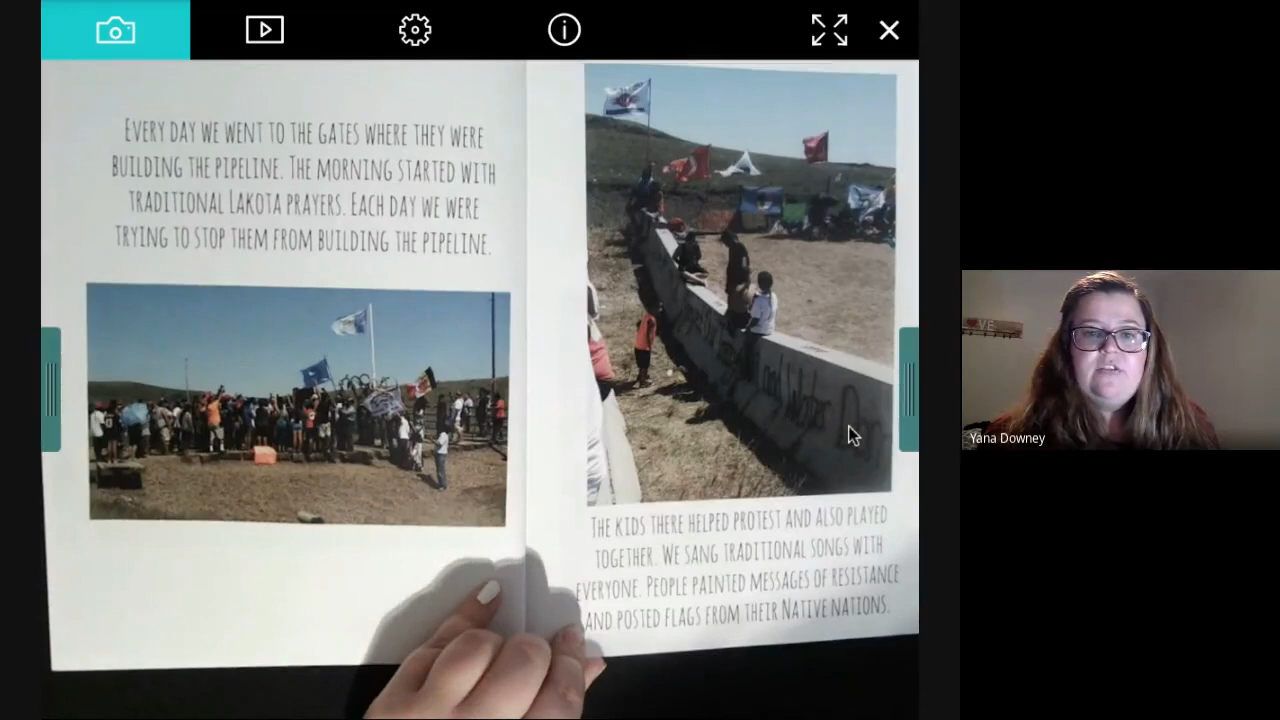 EVERY DAY WE WENT TO THE GATES WHERE THEY WERE
BUILDING THE PIPELINE. THE MORNING STARTED WITH
TRADITIONAL LAKOTA PRAYERS. EACH DAY WE WERE
TRYING TO STOP THEM FROM BUILDING THE PIPELINE.
THE KIDS THERE HELPED PROTEST AND ALSO PLAYED
TOGETHER. WE SANG TRADITIONAL SONGS WITH
EVERYONE. PEOPLE PAINTED MESSAGES OF RESISTANCE
AND POSTED FLAGS FROM THEIR NATIVE NATIONS.
Yana Downey